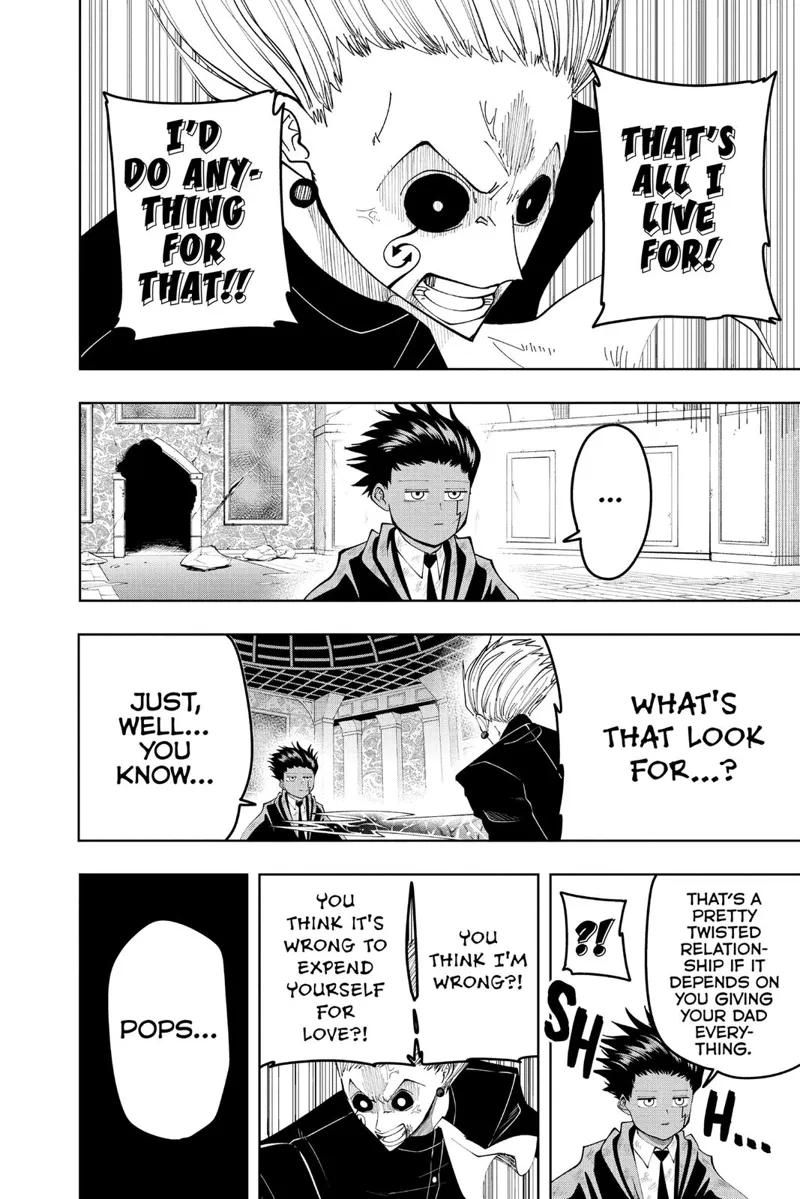 THAT'S
ALL I
LIVE
FOR!
I'D
DO ANY-
THING
FOR
THAT!!
...
WHAT'S
THAT LOOK
FOR...?
JUST,
WELL...
YOU
KNOW...
THAT'S A
PRETTY
TWISTED
RELATION-
SHIP IF IT
DEPENDS ON
YOU GIVING
YOUR DAD
EVERY-
THING.
?!
SH
H...
YOU
THINK I'M
WRONG?!
YOU
THINK IT'S
WRONG TO
EXPEND
YOURSELF
FOR
LOVE?!
POPS...